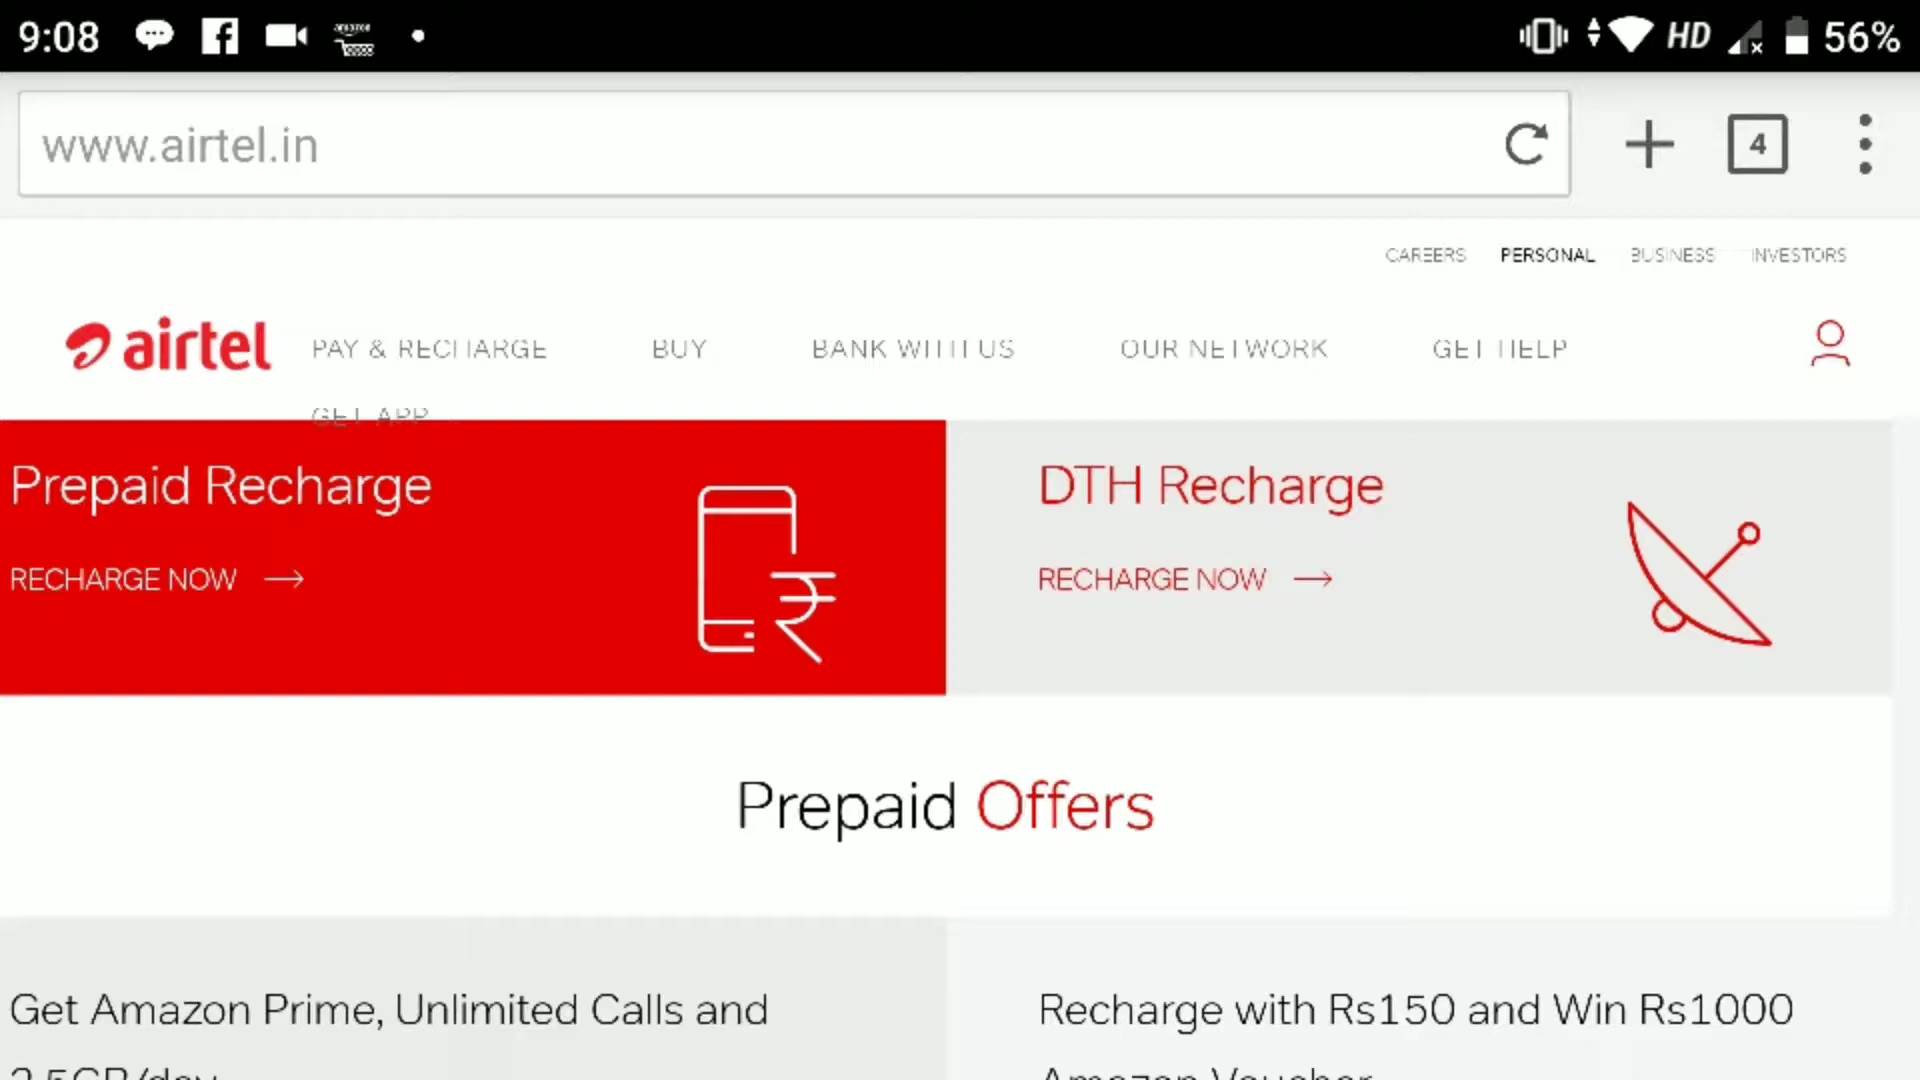 9:08 HD 56%
www.airtel.in 4
CAREERS PERSONAL BUSINESS INVESTORS
airtel PAY & RECHARGE BUY BANK WITH US OUR NETWORK GET HELP
GET APP
Prepaid Recharge
RECHARGE NOW
DTH Recharge
RECHARGE NOW
Prepaid Offers
Get Amazon Prime, Unlimited Calls and
Recharge with Rs150 and Win Rs1000
Amazon Voucher